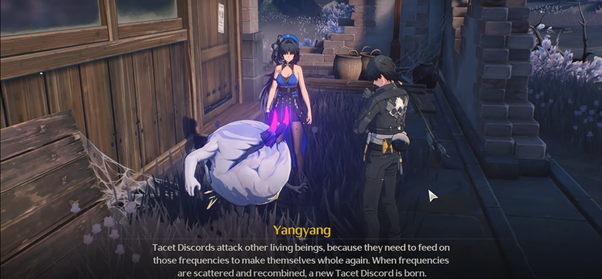 Yangyang
Tacet Discords attack other living beings, because they need to feed on
those frequencies to make themselves whole again. When frequencies
are scattered and recombined, a new Tacet Discord is born.